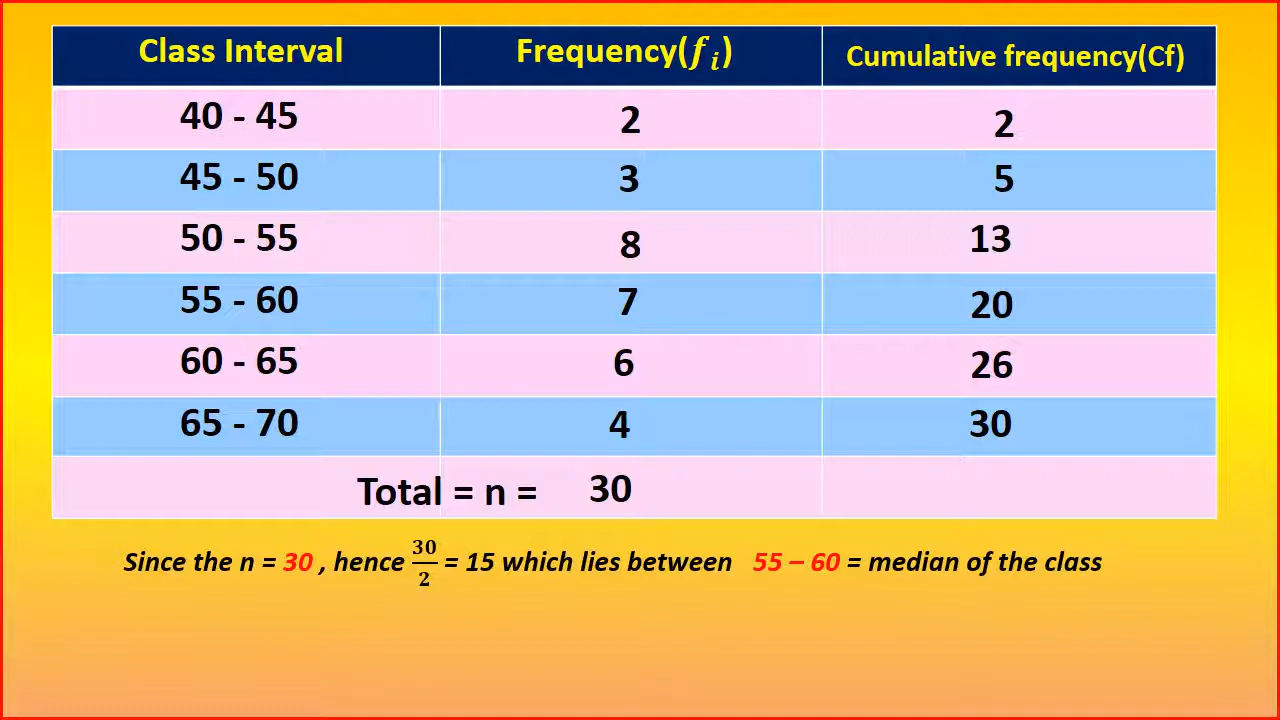 Class Interval Frequency(fᵢ) Cumulative frequency(Cf)
40 - 45 2 2
45 - 50 3 5
50 - 55 8 13
55 - 60 7 20
60 - 65 6 26
65 - 70 4 30
Total = n = 30
Since the n = 30 , hence 30/2 = 15 which lies between 55 – 60 = median of the class